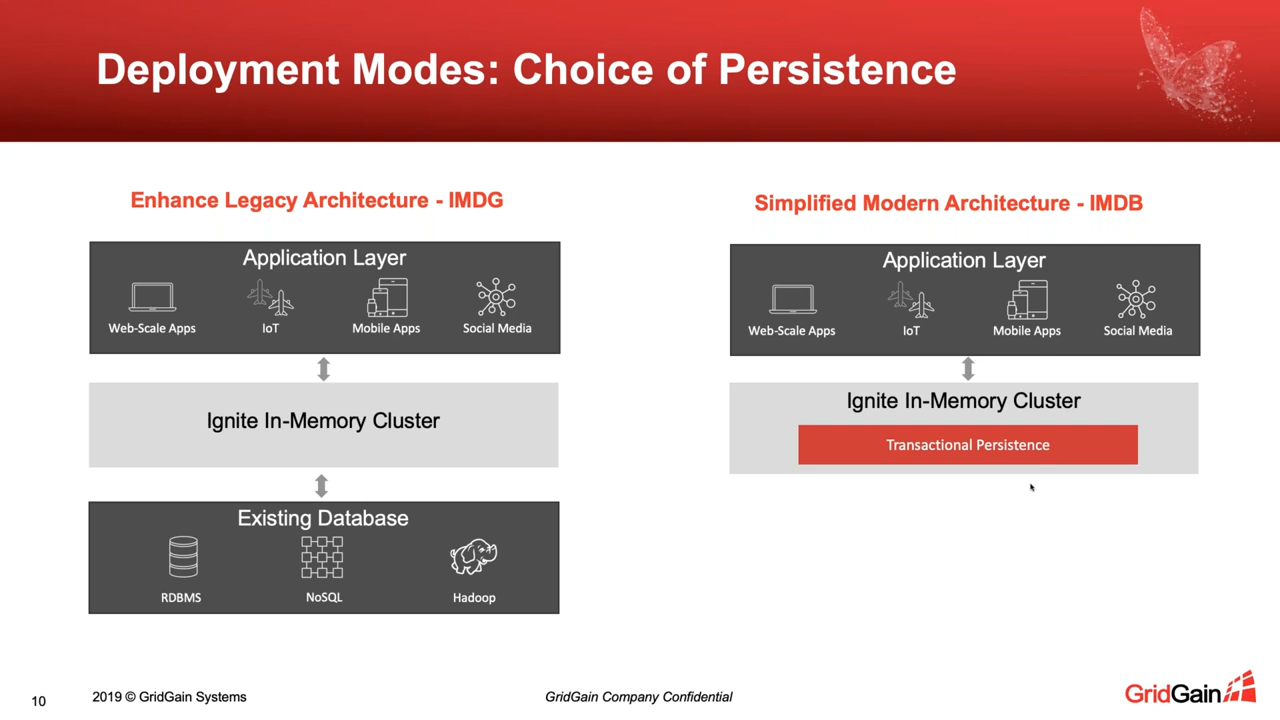 Deployment Modes: Choice of Persistence
Enhance Legacy Architecture - IMDG
Application Layer
Web-Scale Apps
IoT
Mobile Apps
Social Media
Ignite In-Memory Cluster
Existing Database
RDBMS
NoSQL
Hadoop
Simplified Modern Architecture - IMDB
Application Layer
Web-Scale Apps
IoT
Mobile Apps
Social Media
Ignite In-Memory Cluster
Transactional Persistence
10
2019 © GridGain Systems
GridGain Company Confidential
GridGain